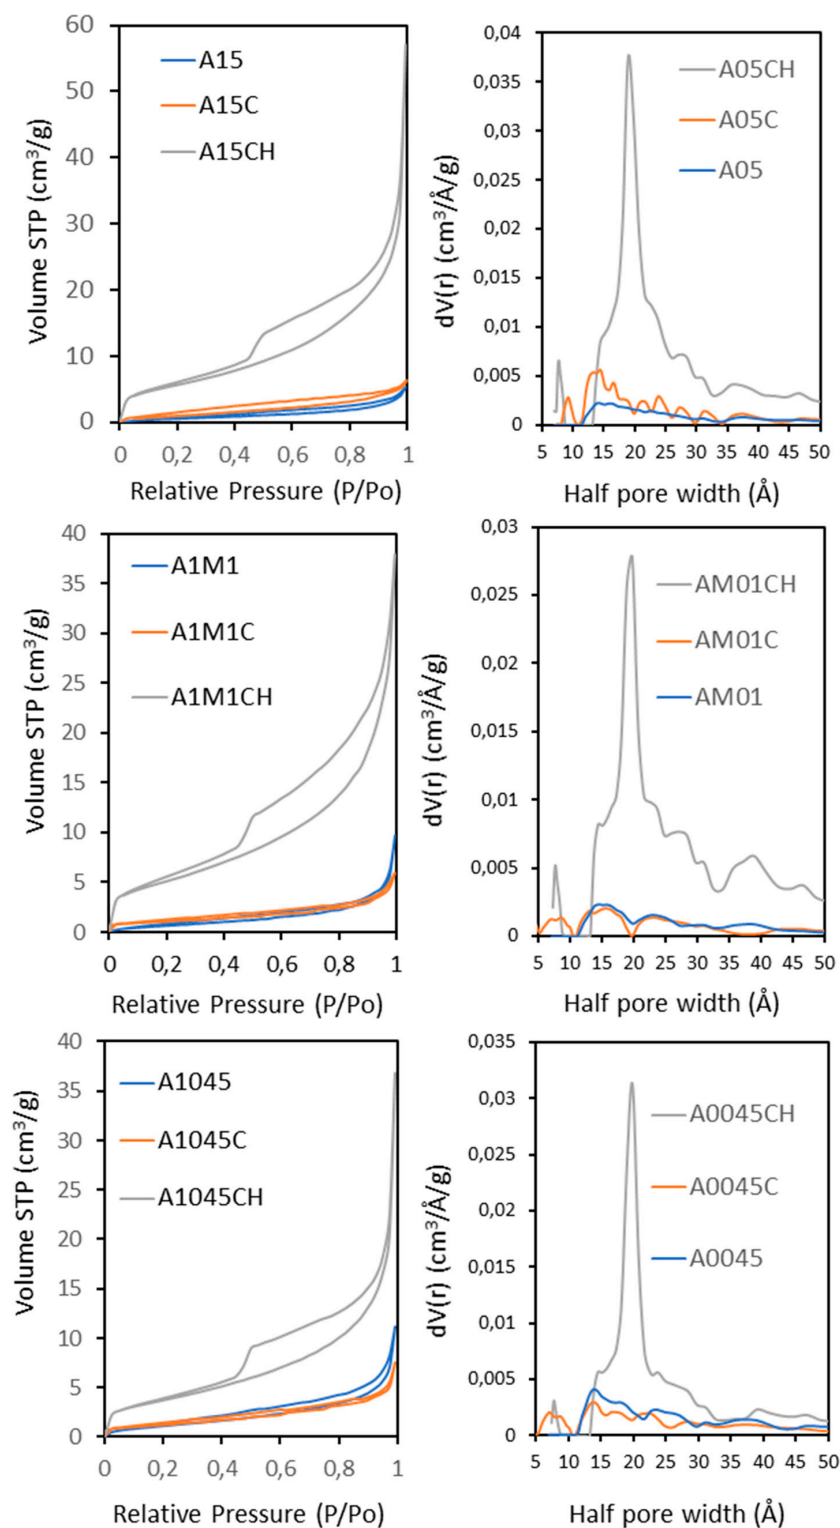 60
50
40
30
20
10
0
Volume STP (cm³/g)
A15
A15C
A15CH
0 0,2 0,4 0,6 0,8 1
Relative Pressure (P/Po)
0,04
0,035
0,03
0,025
0,02
0,015
0,01
0,005
0
dV(r) (cm³/Å/g)
A05CH
A05C
A05
5 10 15 20 25 30 35 40 45 50
Half pore width (Å)
40
35
30
25
20
15
10
5
0
Volume STP (cm³/g)
A1M1
A1M1C
A1M1CH
0 0,2 0,4 0,6 0,8 1
Relative Pressure (P/Po)
0,03
0,025
0,02
0,015
0,01
0,005
0
dV(r) (cm³/Å/g)
AM01CH
AM01C
AM01
5 10 15 20 25 30 35 40 45 50
Half pore width (Å)
40
35
30
25
20
15
10
5
0
Volume STP (cm³/g)
A1045
A1045C
A1045CH
0 0,2 0,4 0,6 0,8 1
Relative Pressure (P/Po)
0,035
0,03
0,025
0,02
0,015
0,01
0,005
0
dV(r) (cm³/Å/g)
A0045CH
A0045C
A0045
5 10 15 20 25 30 35 40 45 50
Half pore width (Å)